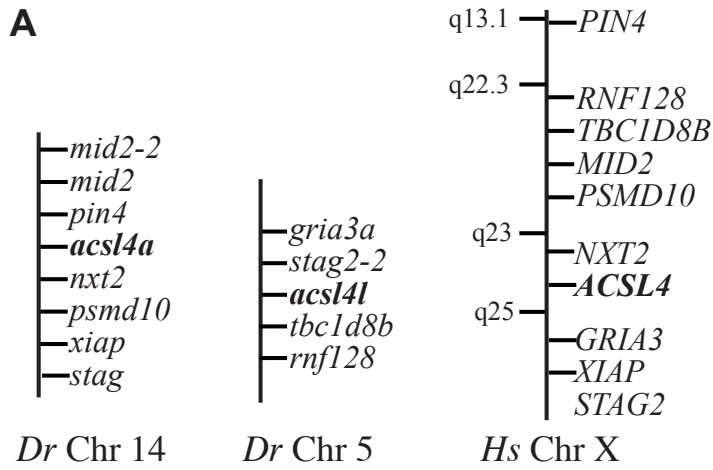 A
mid2-2
mid2
pin4
acsl4a
nxt2
psmd10
xiap
stag
Dr Chr 14
gria3a
stag2-2
acsl4l
tbc1d8b
rnf128
Dr Chr 5
q13.1
PIN4
q22.3
RNF128
TBC1D8B
MID2
PSMD10
q23
NXT2
ACSL4
q25
GRIA3
XIAP
STAG2
Hs Chr X